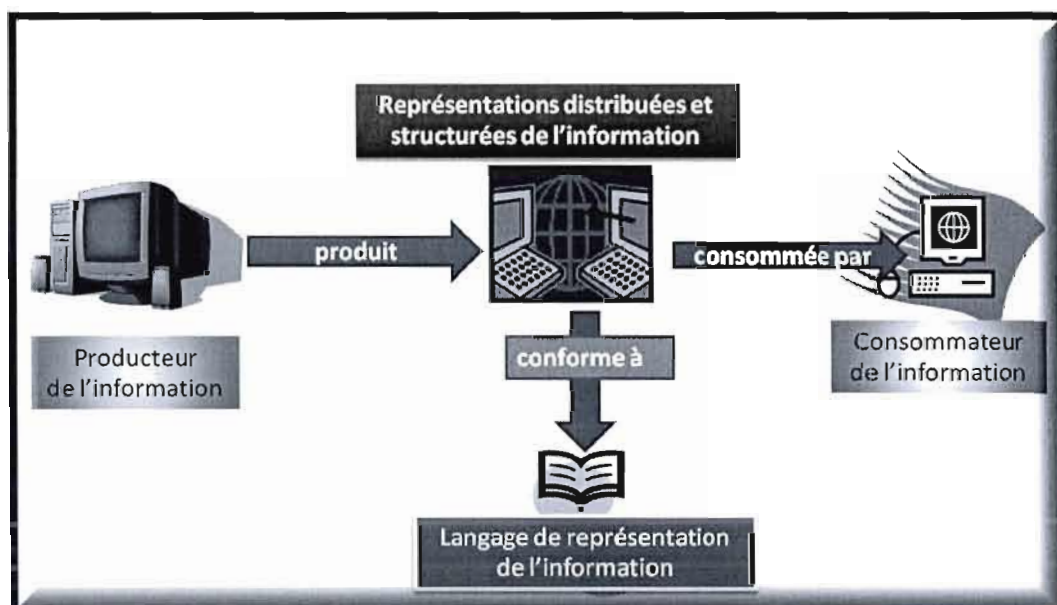 Représentations distribuées et
structurées de l'information
produit
consommée par
Producteur
de l'information
conforme à
Consommateur
de l'information
Langage de représentation
de l'information